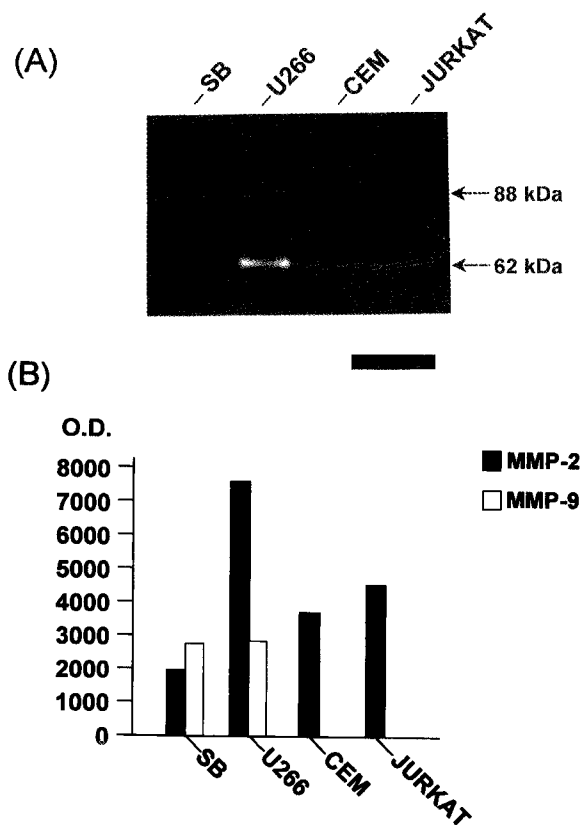 (A)
SB
U266
CEM
JURKAT
88 kDa
62 kDa
(B)
O.D.
8000
7000
6000
5000
4000
3000
2000
1000
0
MMP-2
MMP-9
SB
U266
CEM
JURKAT